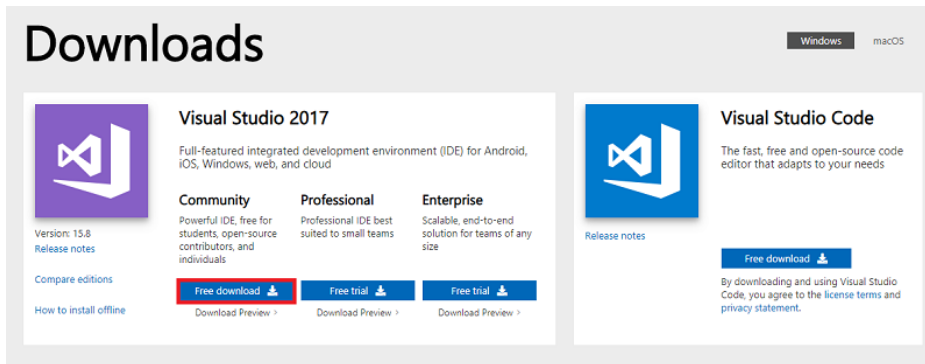 Downloads
Windows
macOS
Visual Studio 2017
Full-featured integrated development environment (IDE) for Android,
iOS, Windows, web, and cloud
Version: 15.8
Release notes
Compare editions
How to install offline
Community
Powerful IDE, free for
students, open-source
contributors, and
individuals
Free download
Download Preview ›
Professional
Professional IDE best
suited to small teams
Free trial
Download Preview ›
Enterprise
Scalable, end-to-end
solution for teams of any
size
Free trial
Download Preview ›
Visual Studio Code
The fast, free and open-source code
editor that adapts to your needs
Release notes
Free download
By downloading and using Visual Studio
Code, you agree to the license terms and
privacy statement.